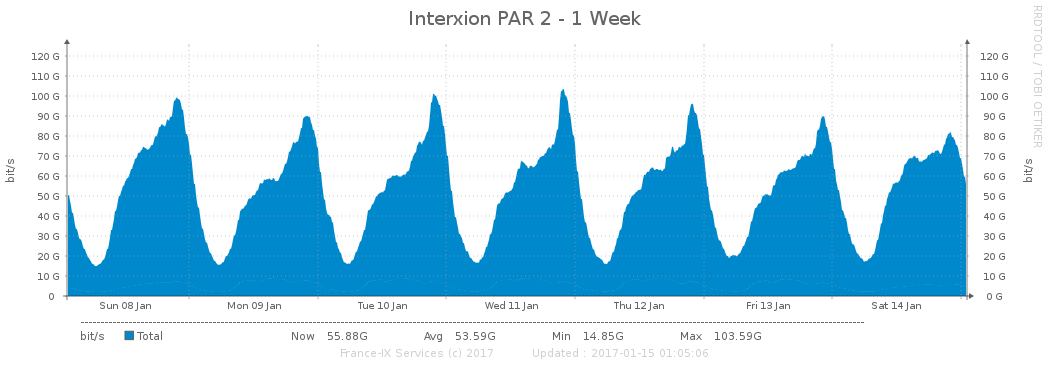 Interxion PAR 2 - 1 Week
RRDTOOL / TOBI OETIKER
bit/s
120 G 120 G
110 G 110 G
100 G 100 G
90 G 90 G
80 G 80 G
70 G 70 G
60 G 60 G
50 G 50 G
40 G 40 G
30 G 30 G
20 G 20 G
10 G 10 G
0 0 G
bit/s
Sun 08 Jan Mon 09 Jan Tue 10 Jan Wed 11 Jan Thu 12 Jan Fri 13 Jan Sat 14 Jan
bit/s Total Now 55.88G Avg 53.59G Min 14.85G Max 103.59G
France-IX Services (c) 2017 Updated : 2017-01-15 01:05:06